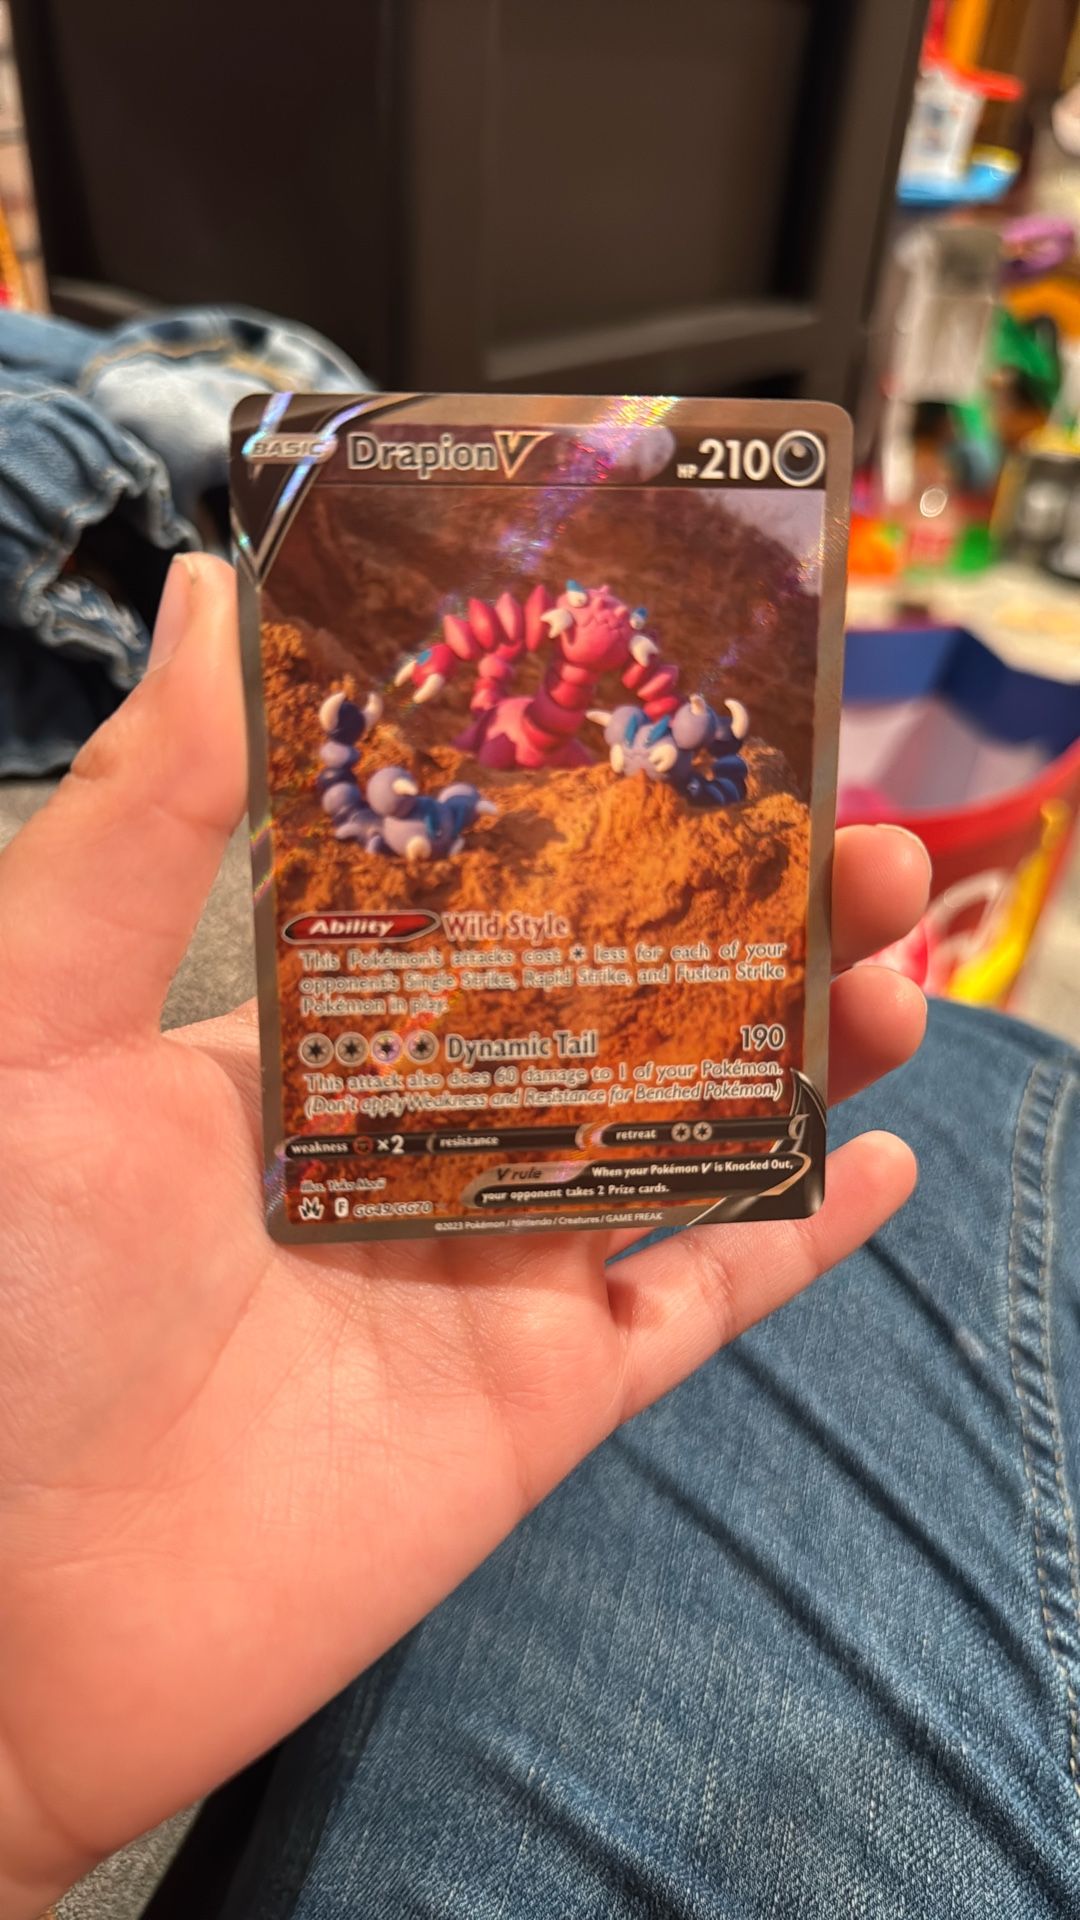 BASIC Drapion V HP 210
Ability Wild Style
This Pokémon's attacks cost less for each of your
opponent's Single Strike, Rapid Strike, and Fusion Strike
Pokémon in play.
Dynamic Tail 190
This attack also does 60 damage to 1 of your Pokémon.
(Don't apply Weakness and Resistance for Benched Pokémon.)
weakness ×2 resistance retreat
V rule When your Pokémon V is Knocked Out,
your opponent takes 2 Prize cards.
Illus. Yuka Morii
F GG49/GG70
©2023 Pokémon / Nintendo / Creatures / GAME FREAK